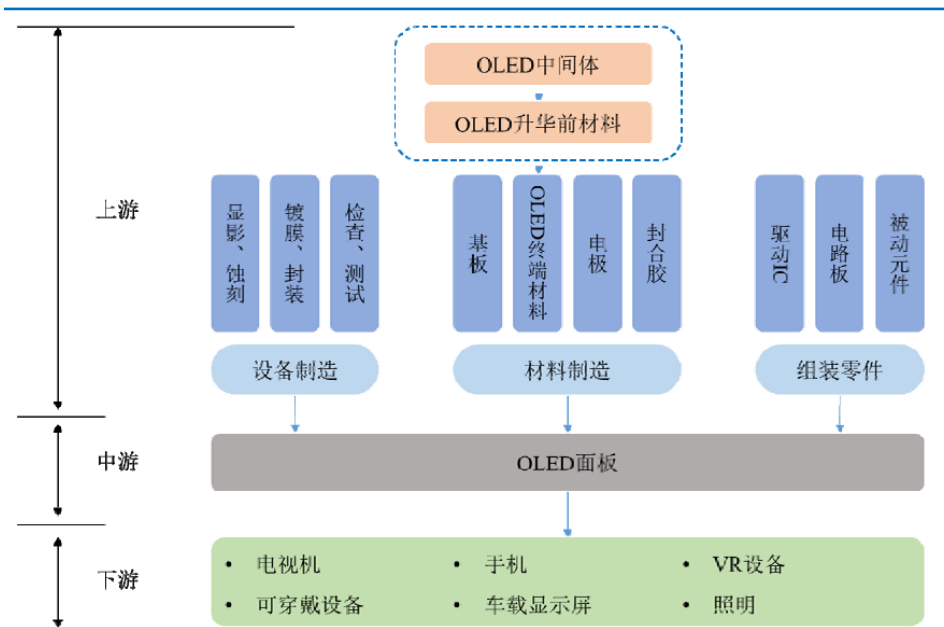 OLED中间体
OLED升华前材料
上游
显影、蚀刻
镀膜、封装
检查、测试
基板
OLED终端材料
电极
封合胶
驱动IC
电路板
被动元件
设备制造
材料制造
组装零件
中游
OLED面板
下游
• 电视机
• 手机
• VR设备
• 可穿戴设备
• 车载显示屏
• 照明